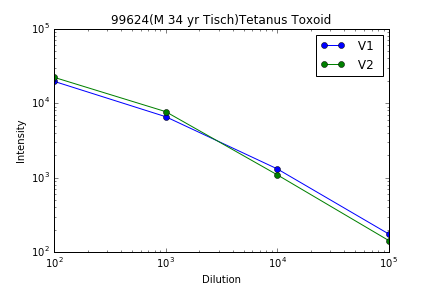 99624(M 34 yr Tisch)Tetanus Toxoid
10^5
V1
V2
10^4
Intensity
10^3
10^2
10^2 10^3 10^4 10^5
Dilution